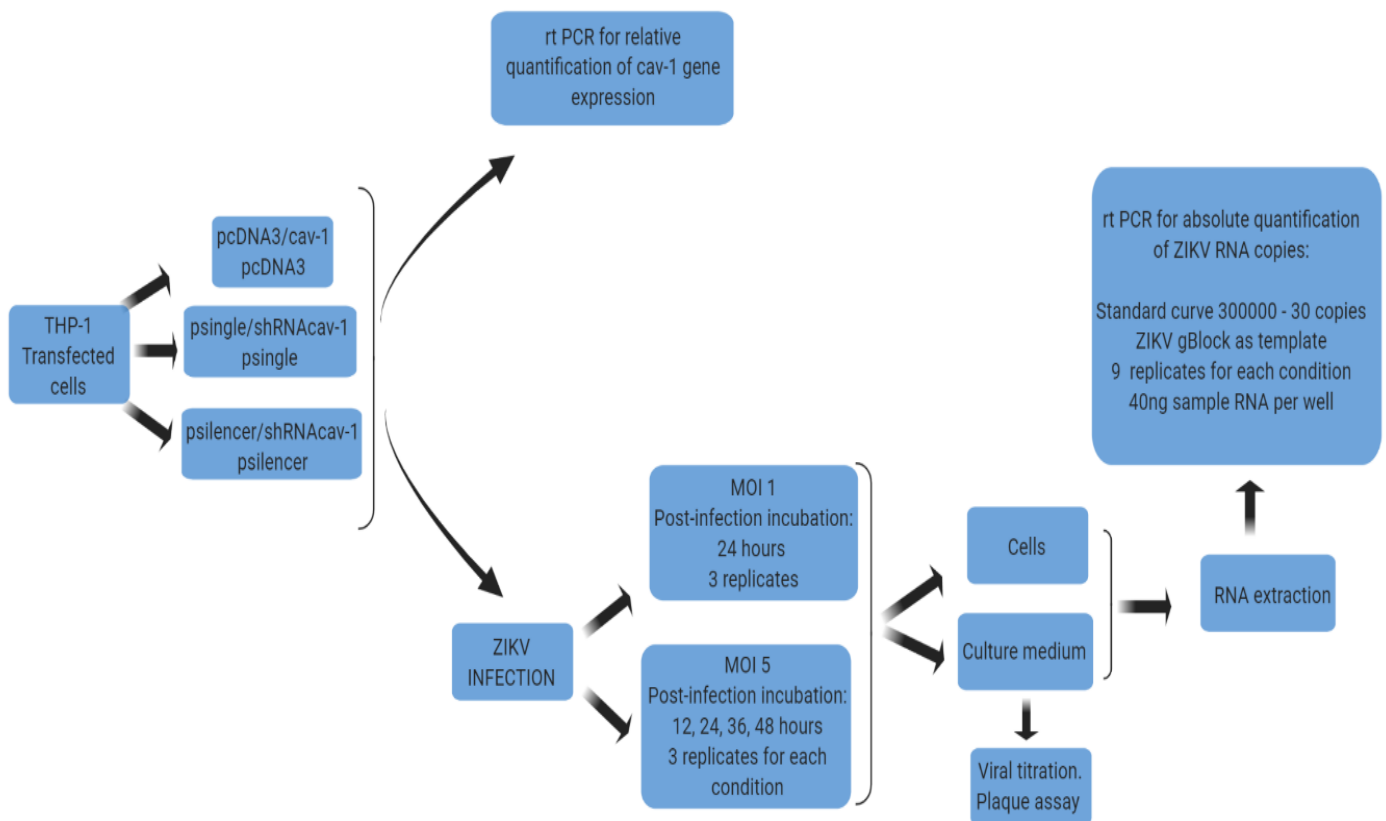 rt PCR for relative
quantification of cav-1 gene
expression
pcDNA3/cav-1
pcDNA3
THP-1
Transfected
cells
psingle/shRNAcav-1
psingle
psilencer/shRNAcav-1
psilencer
ZIKV
INFECTION
MOI 1
Post-infection incubation:
24 hours
3 replicates
MOI 5
Post-infection incubation:
12, 24, 36, 48 hours
3 replicates for each
condition
Cells
Culture medium
Viral titration.
Plaque assay
RNA extraction
rt PCR for absolute quantification
of ZIKV RNA copies:
Standard curve 300000 - 30 copies
ZIKV gBlock as template
9 replicates for each condition
40ng sample RNA per well